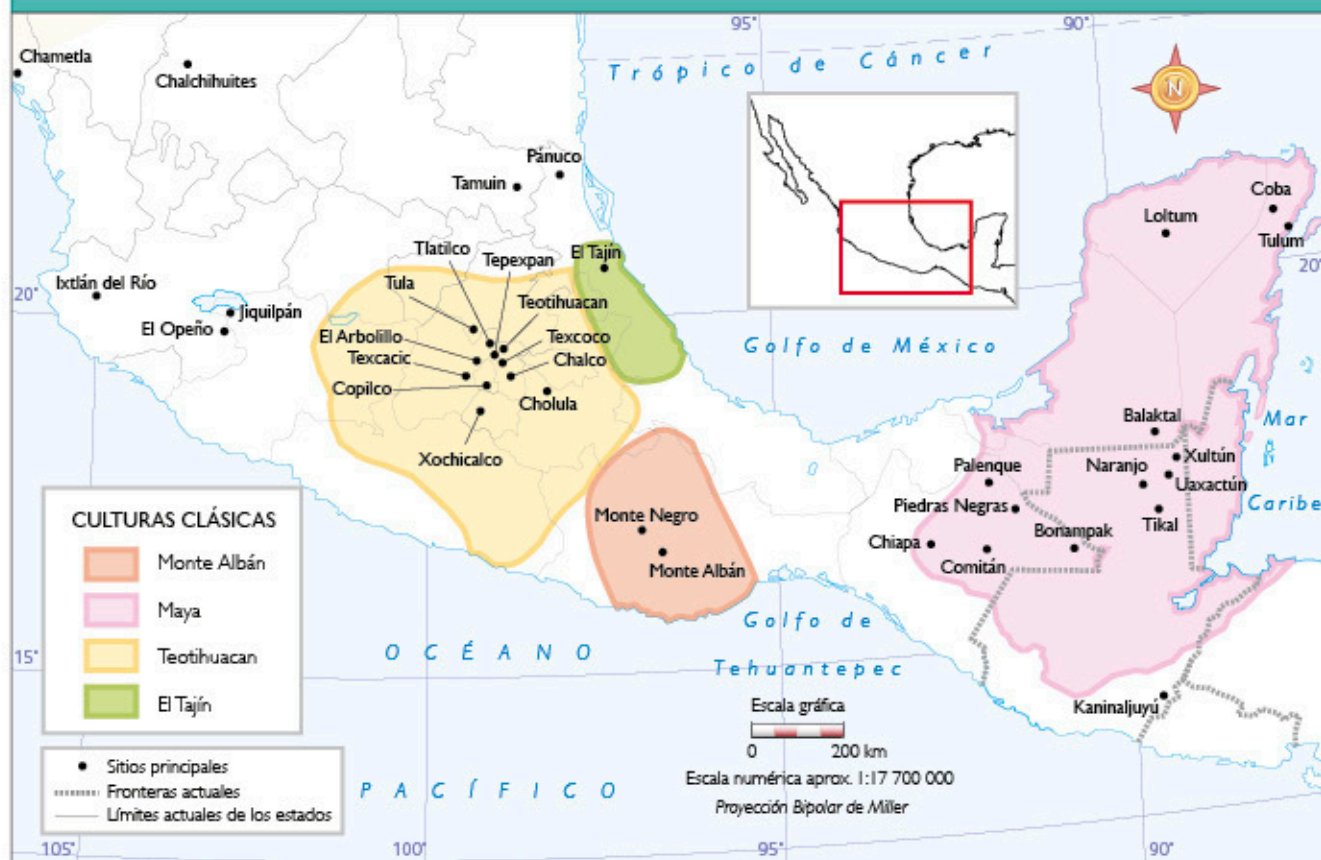 95°
90°
Chametla
Chalchihuites
Trópico de Cáncer
N
Pánuco
Tamuin
Coba
Loltum
Tulum
Tlatilco
Tepexpan
El Tajín
20°
Ixtlán del Río
Tula
Teotihuacan
20°
Jiquilpán
El Opeño
El Arbolillo
Texcoco
Golfo de México
Texcacic
Chalco
Copilco
Cholula
Mar
Caribe
Balaktal
Xochicalco
Palenque
Naranjo
Xultún
Uaxactún
Piedras Negras
Tikal
Monte Negro
Chiapa
Bonampak
Monte Albán
Comitán
CULTURAS CLÁSICAS
Monte Albán
Maya
Teotihuacan
El Tajín
Golfo de
Tehuantepec
OCÉANO
PACÍFICO
15°
Kaninaljuyú
Escala gráfica
0 200 km
Escala numérica aprox. 1:17 700 000
Proyección Bipolar de Miller
Sitios principales
Fronteras actuales
Límites actuales de los estados
105°
100°
95°
90°